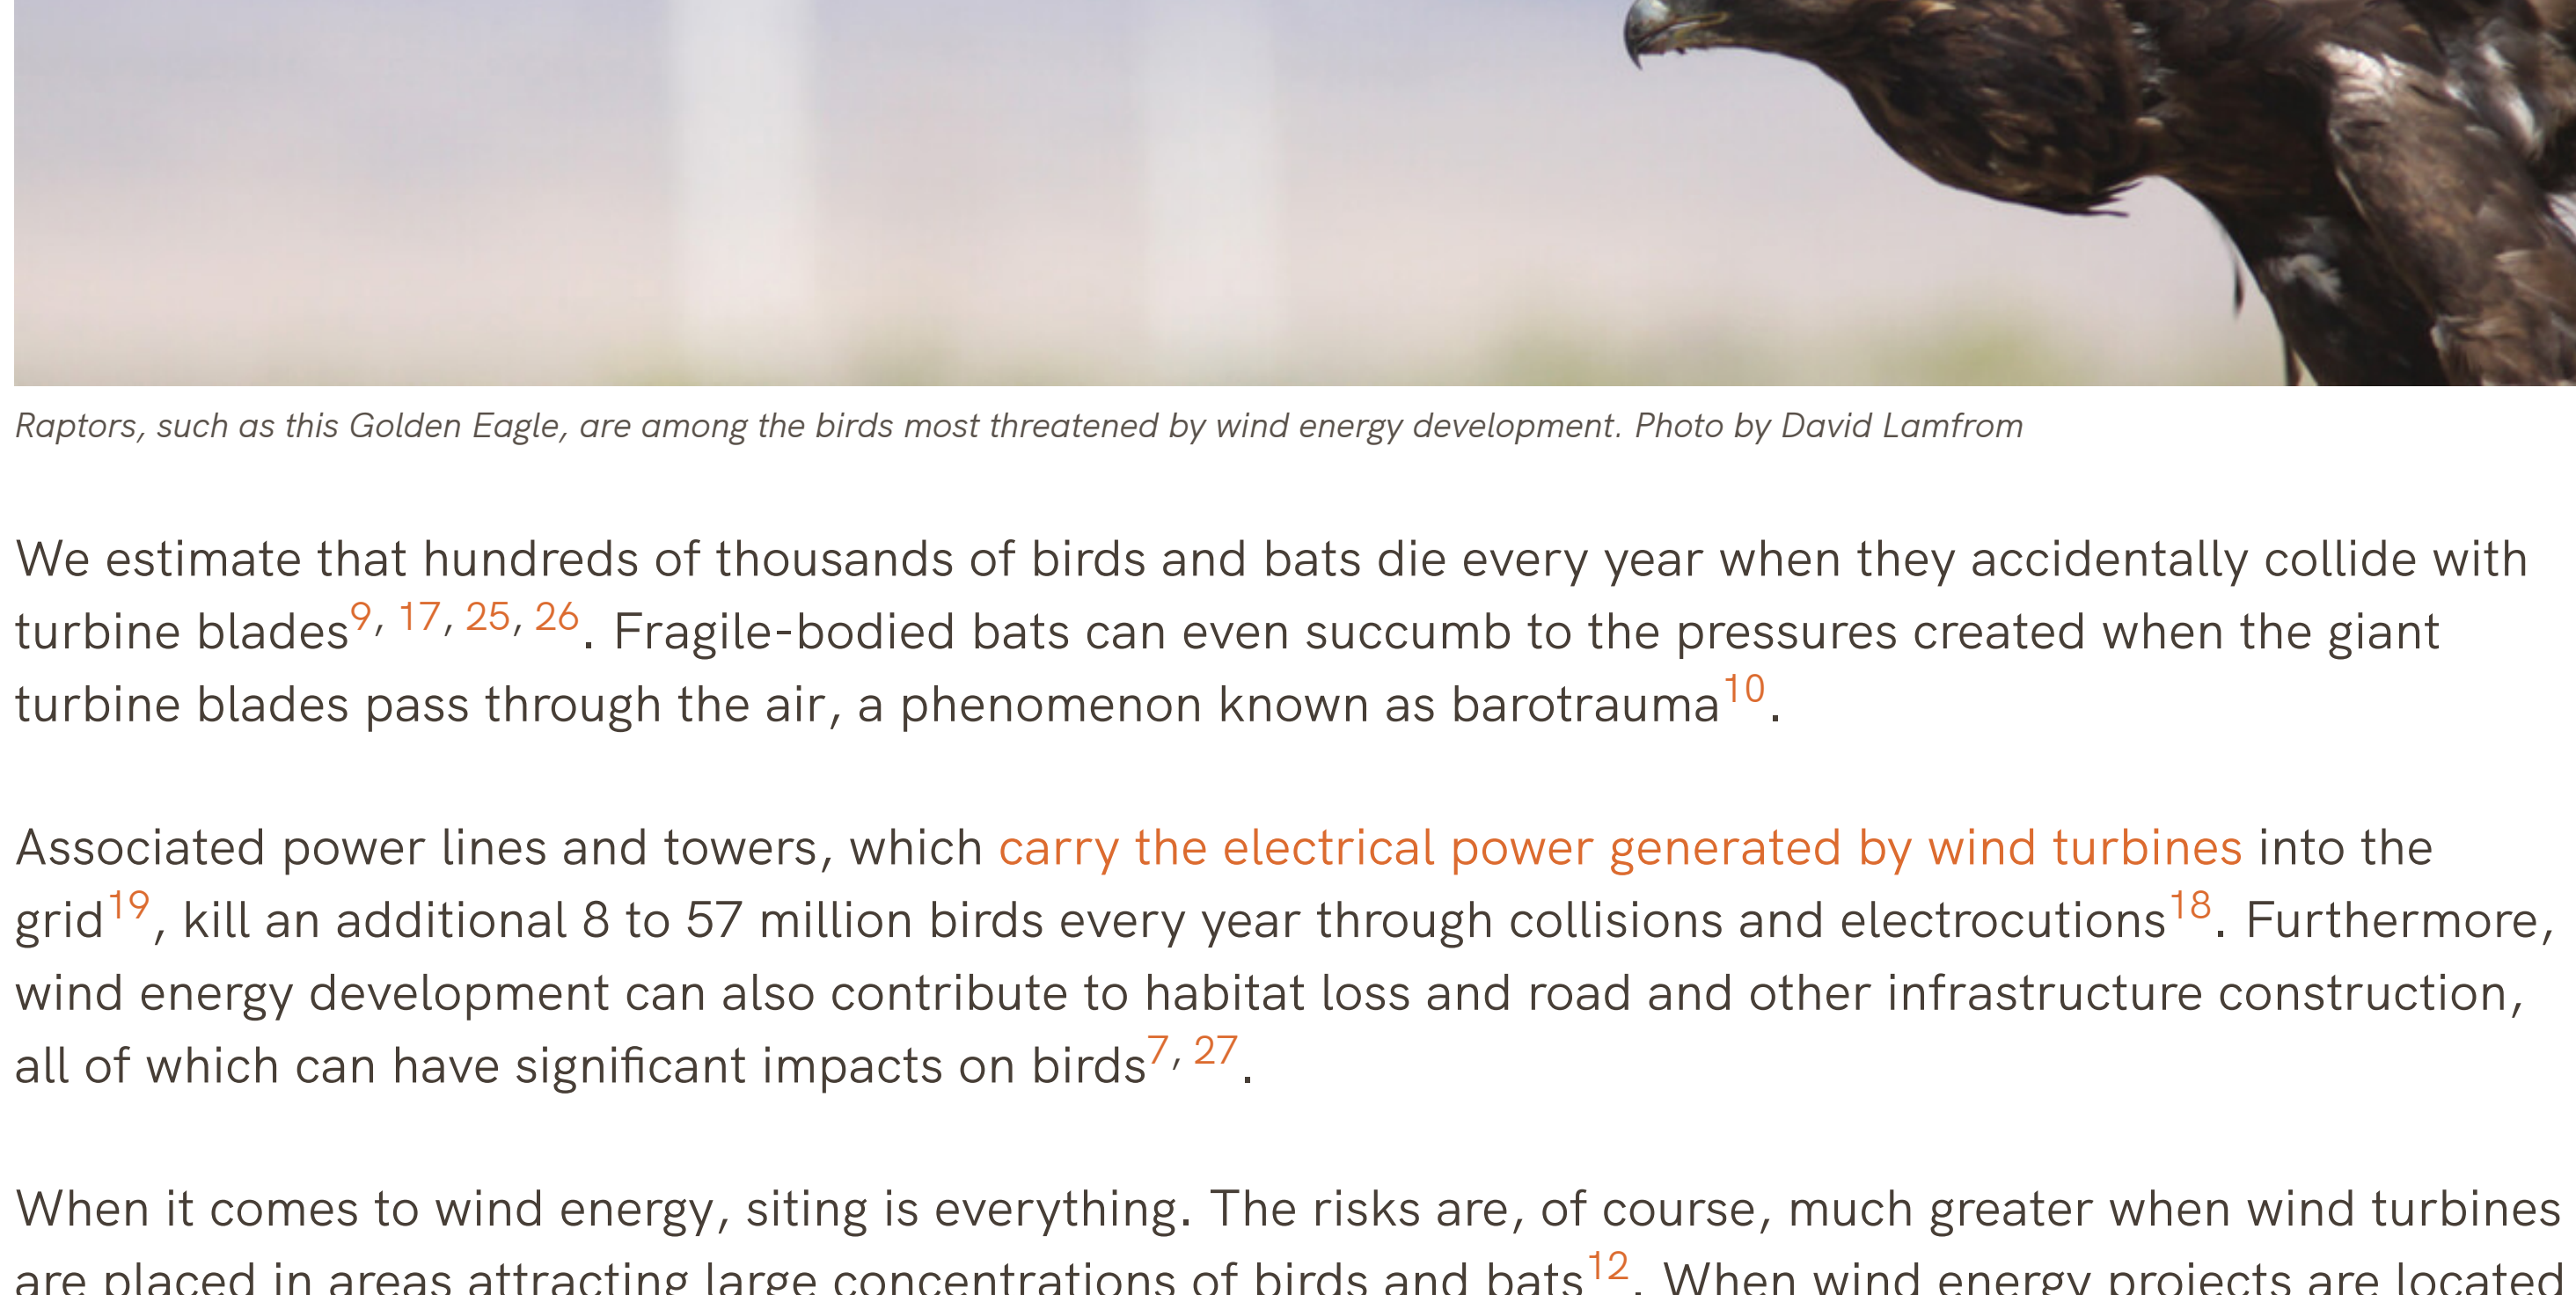 Raptors, such as this Golden Eagle, are among the birds most threatened by wind energy development. Photo by David Lamfrom
We estimate that hundreds of thousands of birds and bats die every year when they accidentally collide with
turbine blades9, 17, 25, 26. Fragile-bodied bats can even succumb to the pressures created when the giant
turbine blades pass through the air, a phenomenon known as barotrauma10.
Associated power lines and towers, which carry the electrical power generated by wind turbines into the
grid19, kill an additional 8 to 57 million birds every year through collisions and electrocutions18. Furthermore,
wind energy development can also contribute to habitat loss and road and other infrastructure construction,
all of which can have significant impacts on birds7, 27.
When it comes to wind energy, siting is everything. The risks are, of course, much greater when wind turbines
are placed in areas attracting large concentrations of birds and bats12. When wind energy projects are located